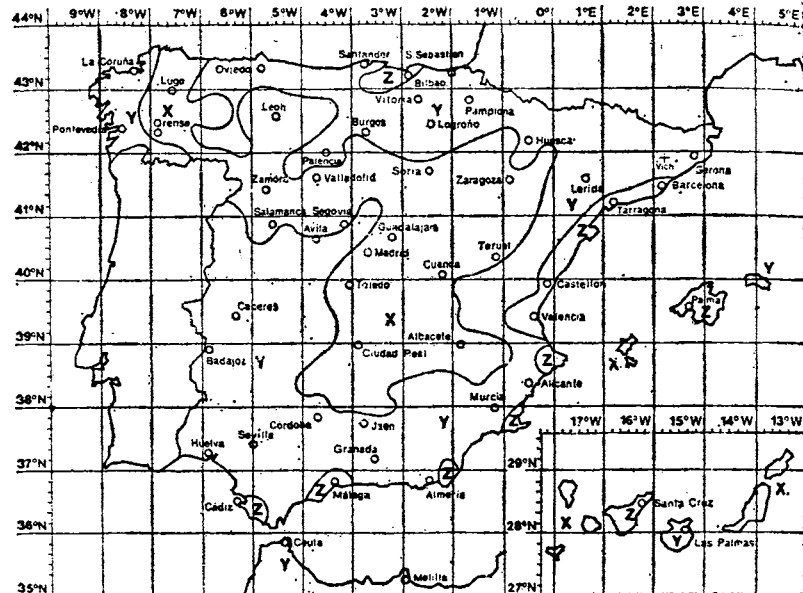 9°W 8°W 7°W 6°W 5°W 4°W 3°W 2°W 1°W 0° 1°E 2°E 3°E 4°E
44°N
La Coruña Oviedo Santander S. Sebastian
43°N
Z Bilbao
Lugo
Vitoria Y Pamplona
Y X Leon Burgos Logroño
Pontevedra Orense
Huesca
42°N
Palencia Vich Gerona
Zamora Valladolid Soria Zaragoza Lerida Barcelona
41°N
Y Tarragona
Salamanca Segovia Z
Avila Guadalajara
Madrid Teruel
Cuenca
40°N
Toledo Castellon Y
Palma
Caceres Z
X Valencia
39°N
Badajoz Y Ciudad Real Albacete Z X
Alicante
38°N
Murcia
Cordoba Jaen Y Z 17°W 16°W 15°W 14°W 13°W
Huelva Sevilla
Granada
37°N
Z 29°N
Cádiz Z Z Málaga Almeria Santa Cruz X.
X Z
36°N 28°N
Ceuta Y Las Palmas
Y
Melilla
35°N 27°N